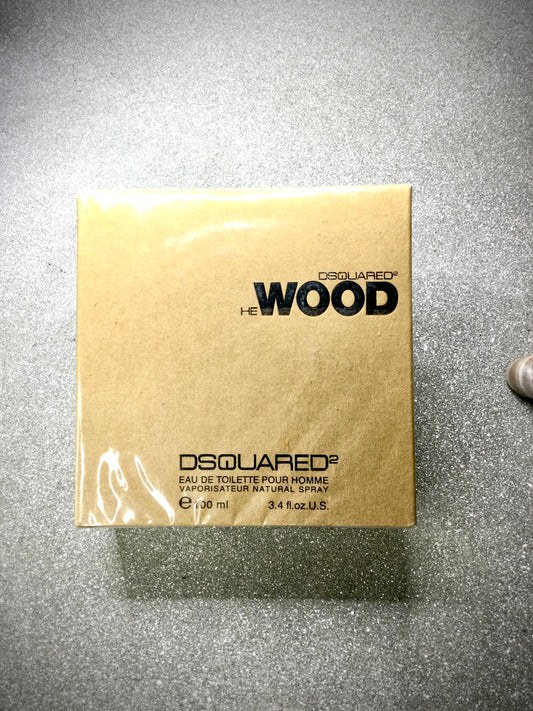 DSQUARED²
HE WOOD
DSQUARED²
EAU DE TOILETTE POUR HOMME
VAPORISATEUR NATURAL SPRAY
e 100 ml 3.4 fl.oz.U.S.